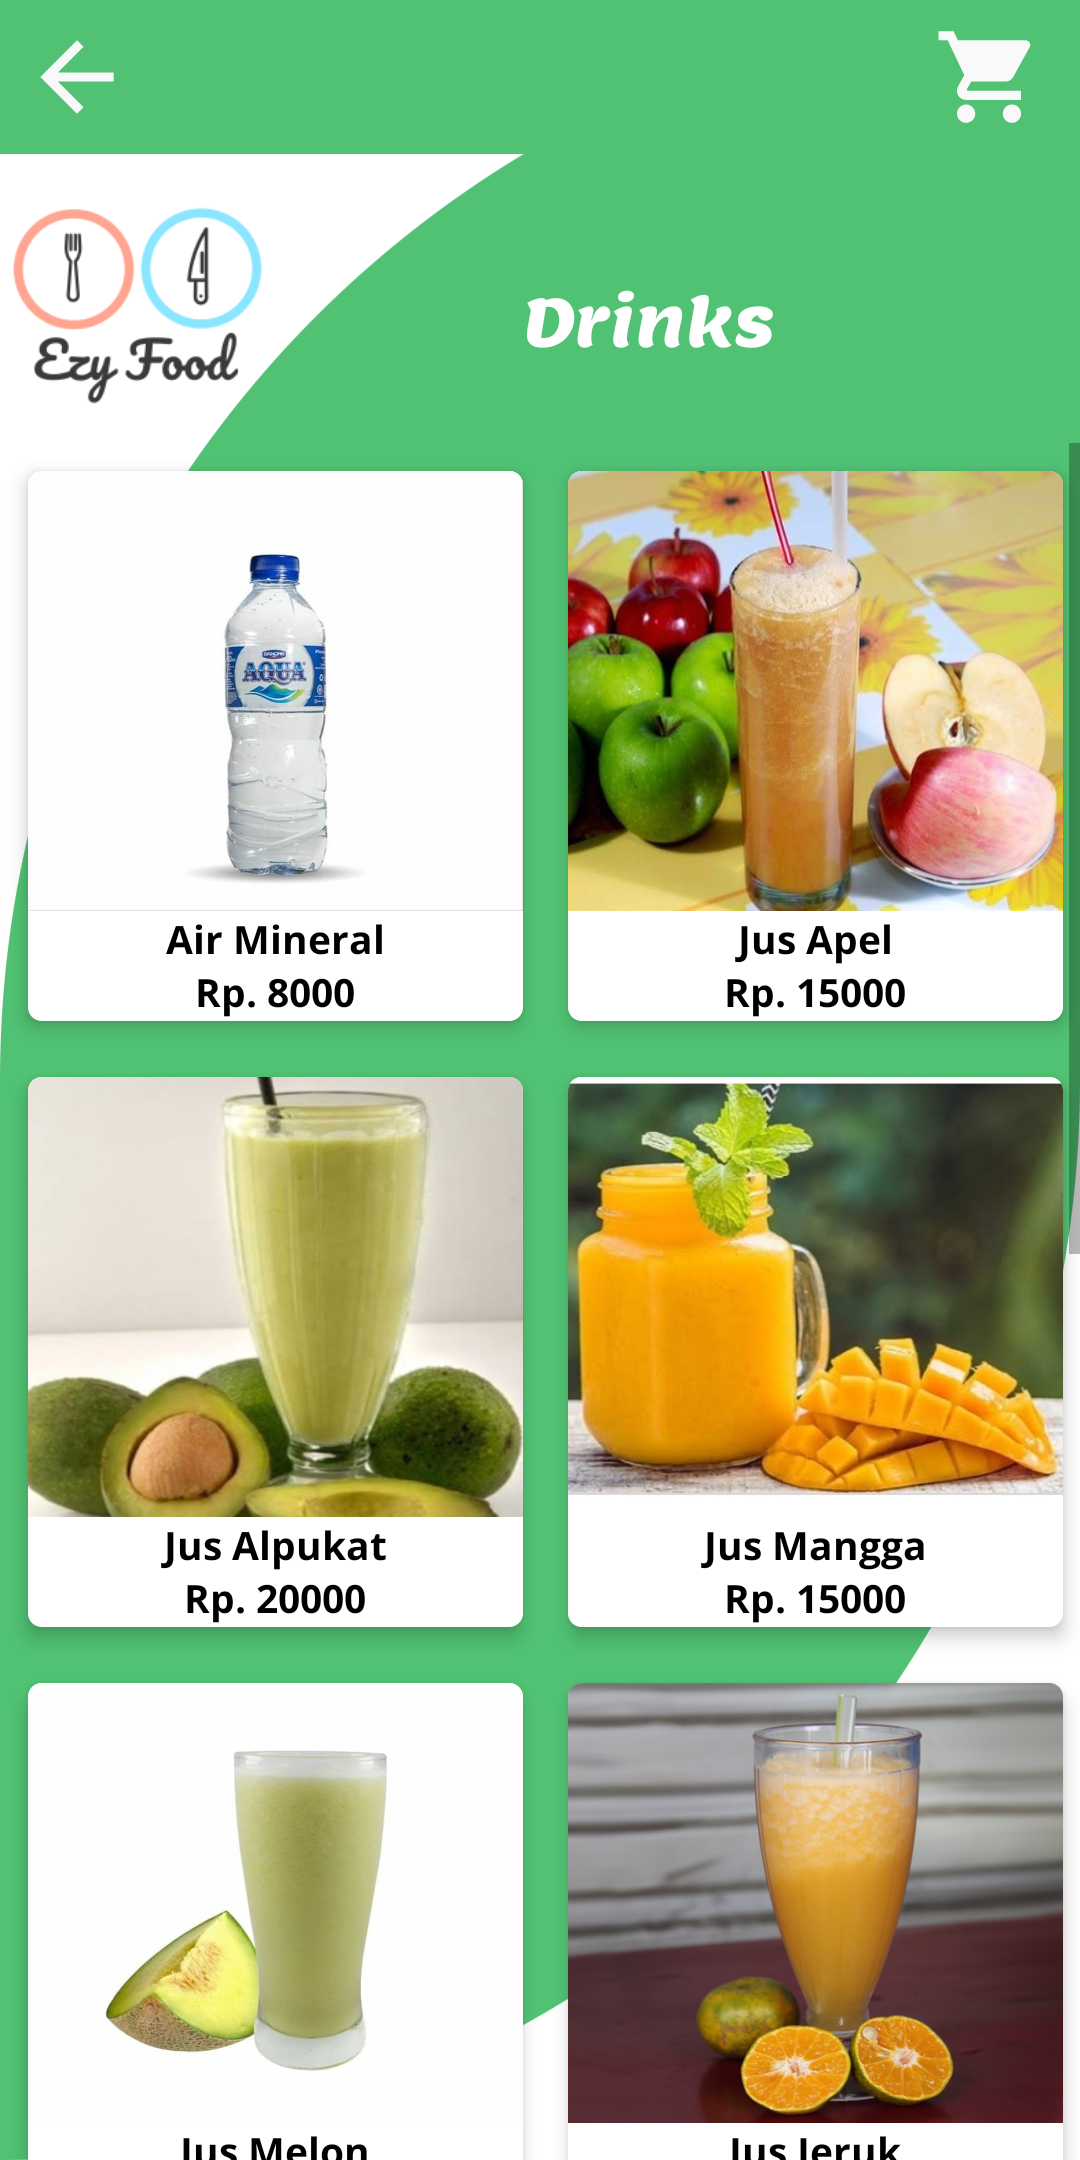 Ezy Food
Drinks
DANONE
AQUA
Air Mineral
Rp. 8000
Jus Apel
Rp. 15000
Jus Alpukat
Rp. 20000
Jus Mangga
Rp. 15000
Jus Melon
Jus Jeruk